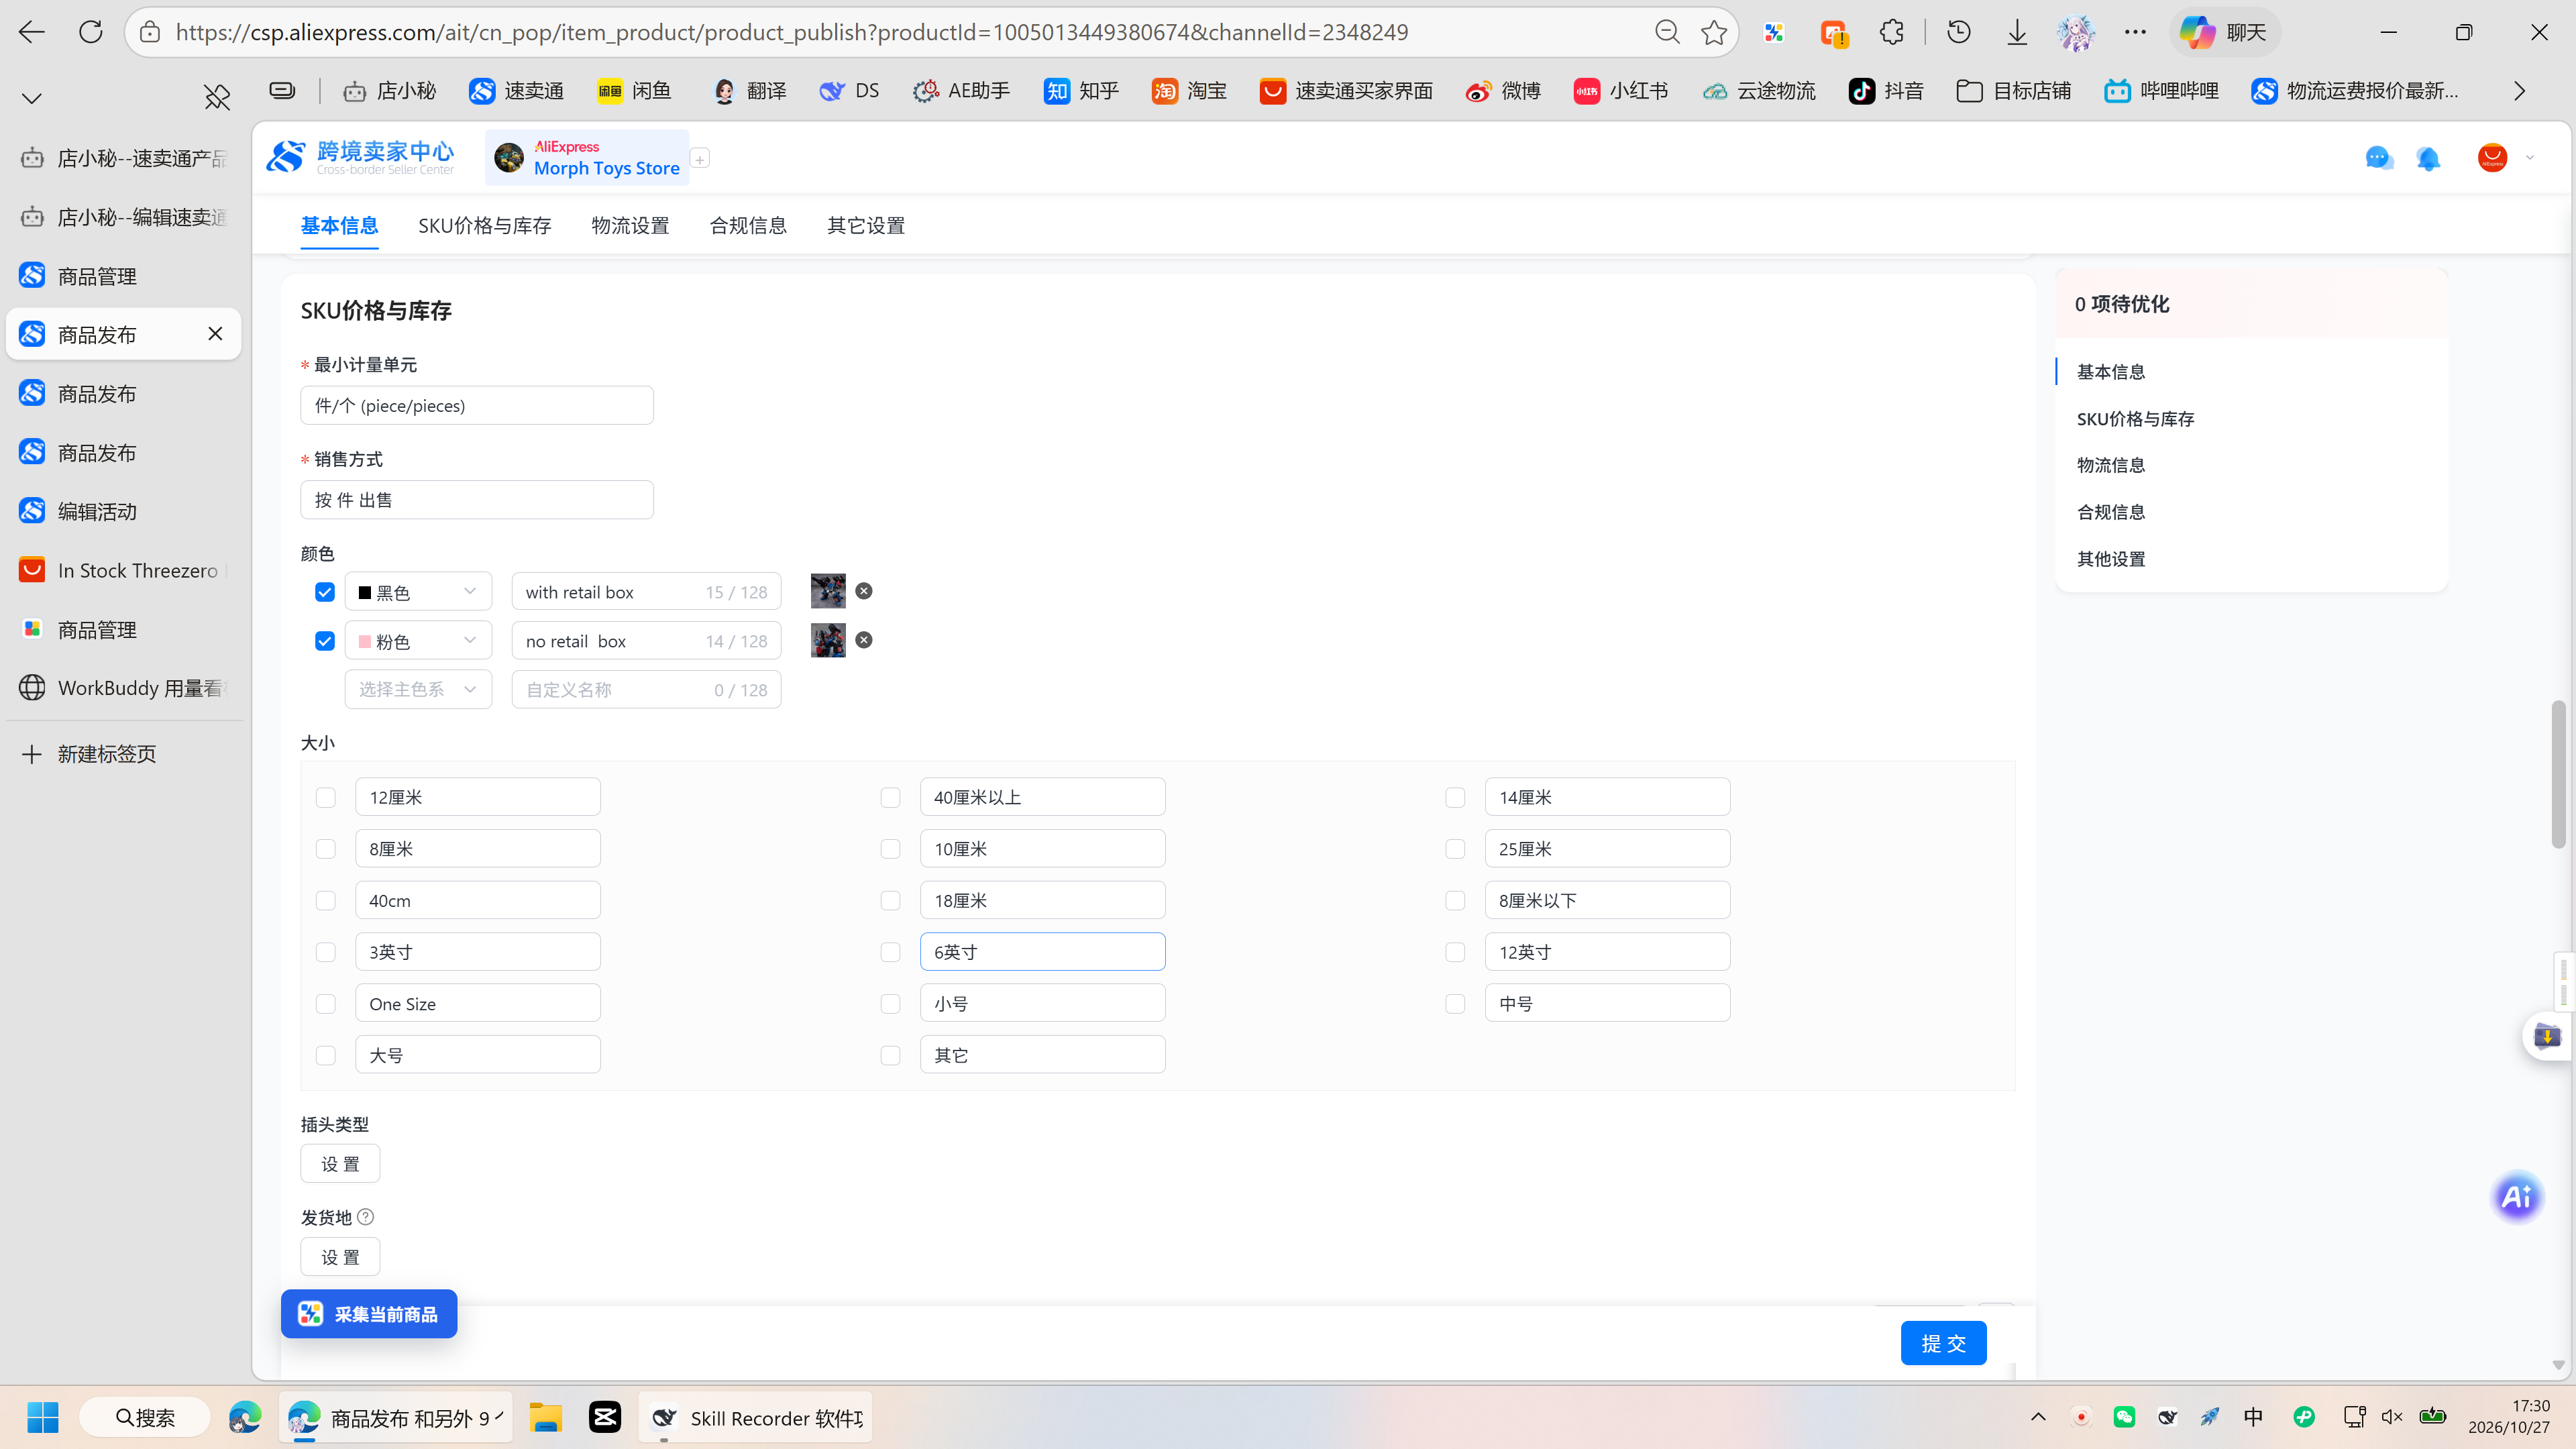 https://csp.aliexpress.com/ait/cn_pop/item_product/product_publish?productId=1005013449380674&channelId=2348249
聊天
店小秘
速卖通
闲鱼
翻译
DS
AE助手
知乎
淘宝
速卖通买家界面
微博
小红书
云途物流
抖音
目标店铺
哔哩哔哩
物流运费报价最新...
店小秘--速卖通产品
店小秘--编辑速卖通
商品管理
商品发布
商品发布
商品发布
编辑活动
In Stock Threezero
商品管理
WorkBuddy 用量看
新建标签页
跨境卖家中心
Cross-border Seller Center
AliExpress
Morph Toys Store
基本信息
SKU价格与库存
物流设置
合规信息
其它设置
SKU价格与库存
* 最小计量单元
件/个 (piece/pieces)
* 销售方式
按 件 出售
颜色
黑色
with retail box
15 / 128
粉色
no retail  box
14 / 128
选择主色系
自定义名称
0 / 128
大小
12厘米
40厘米以上
14厘米
8厘米
10厘米
25厘米
40cm
18厘米
8厘米以下
3英寸
6英寸
12英寸
One Size
小号
中号
大号
其它
插头类型
设 置
发货地
设 置
采集当前商品
提 交
0 项待优化
基本信息
SKU价格与库存
物流信息
合规信息
其他设置
Ai
搜索
商品发布 和另外 9
Skill Recorder 软件
中
17:30
2026/10/27